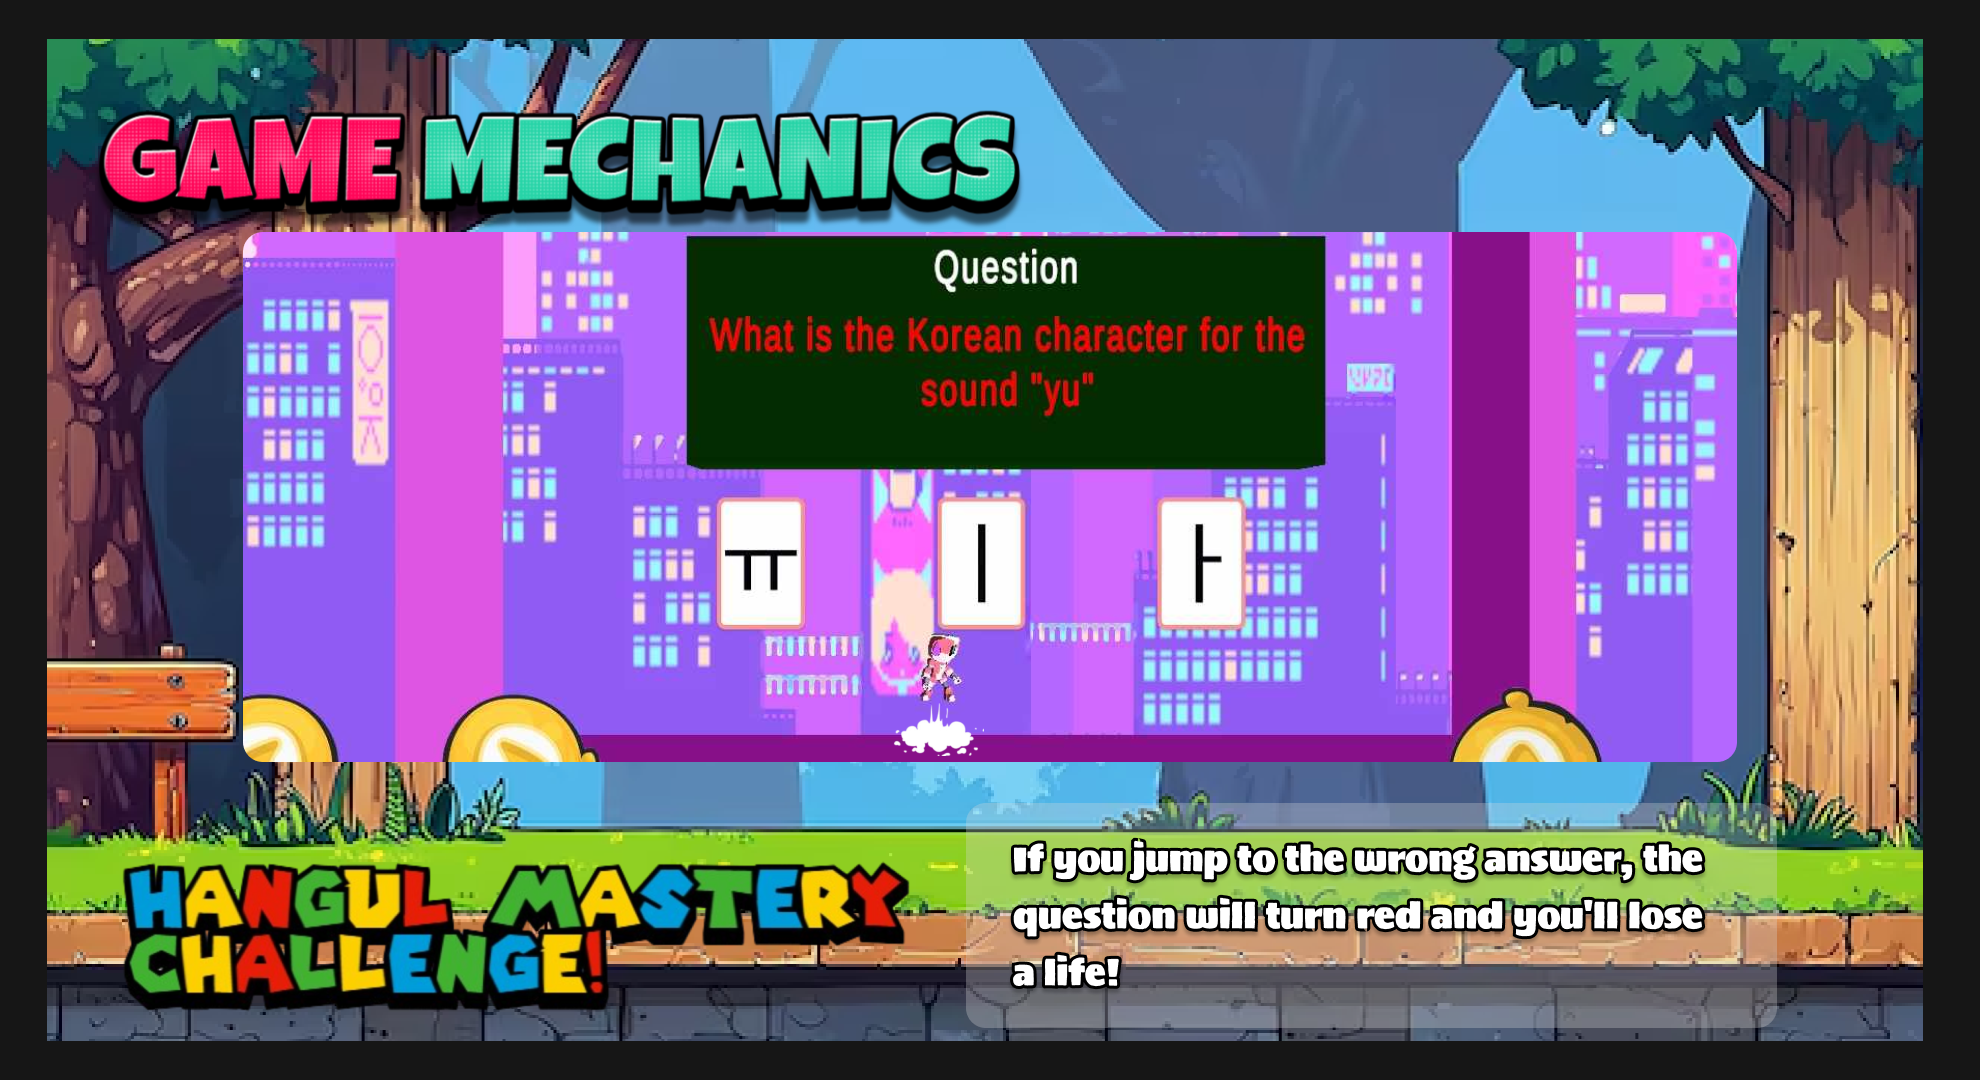 GAME MECHANICS
Question
What is the Korean character for the
sound "yu"
ㅠ ㅣ ㅏ
HANGUL MASTERY
CHALLENGE!
If you jump to the wrong answer, the
question will turn red and you'll lose
a life!